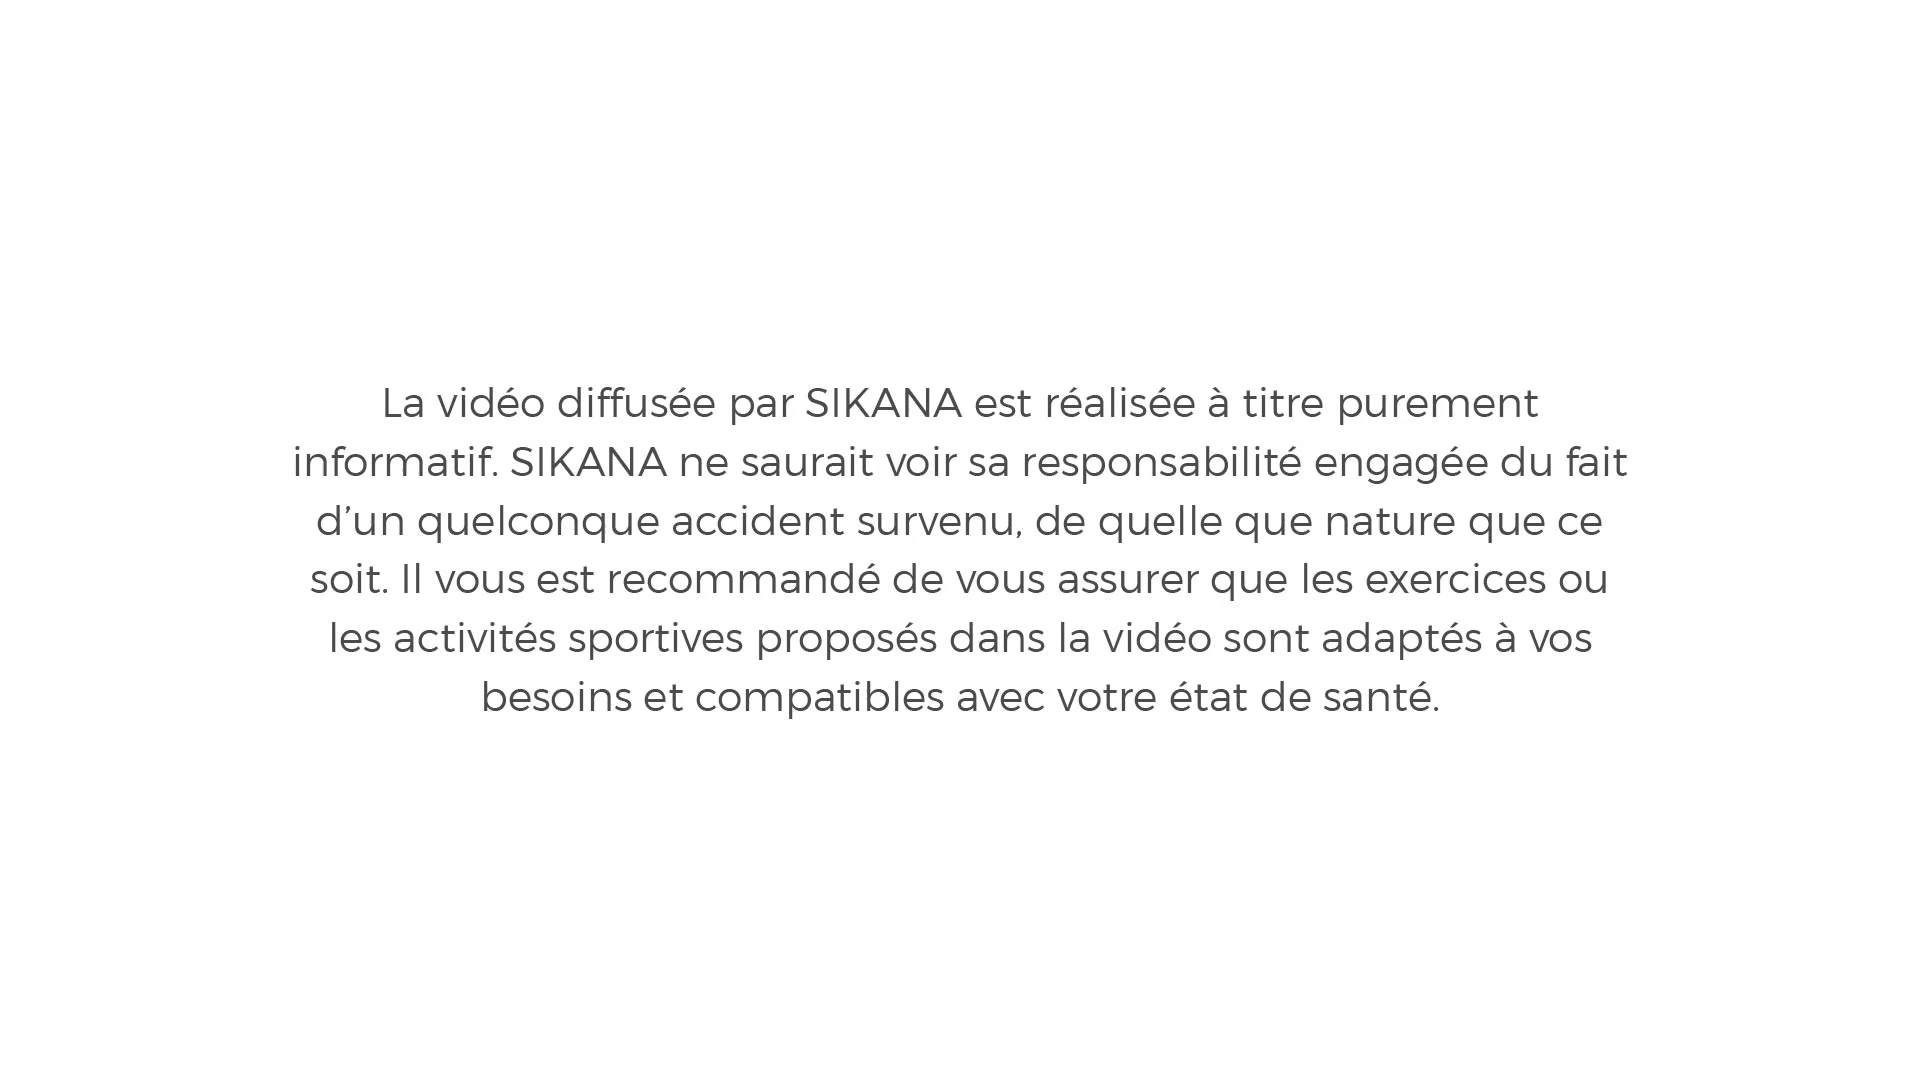 La vidéo diffusée par SIKANA est réalisée à titre purement
informatif. SIKANA ne saurait voir sa responsabilité engagée du fait
d’un quelconque accident survenu, de quelle que nature que ce
soit. Il vous est recommandé de vous assurer que les exercices ou
les activités sportives proposés dans la vidéo sont adaptés à vos
besoins et compatibles avec votre état de santé.